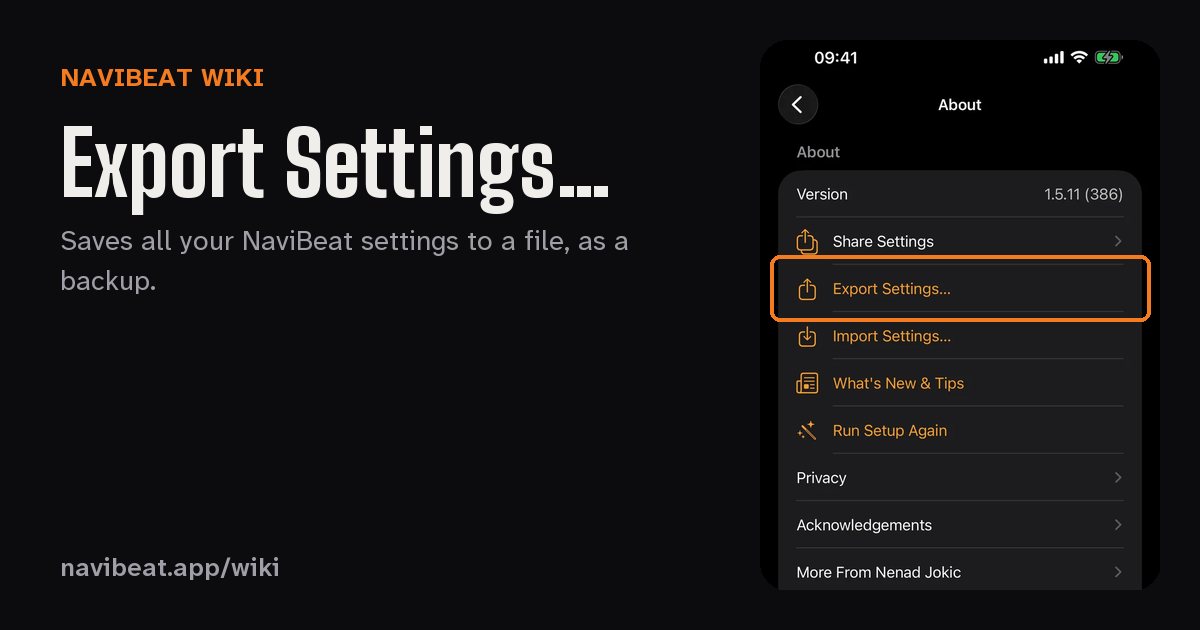 NAVIBEAT WIKI
Export Settings...
Saves all your NaviBeat settings to a file, as a
backup.
navibeat.app/wiki
09:41
About
About
Version 1.5.11 (386)
Share Settings
Export Settings...
Import Settings...
What's New & Tips
Run Setup Again
Privacy
Acknowledgements
More From Nenad Jokic